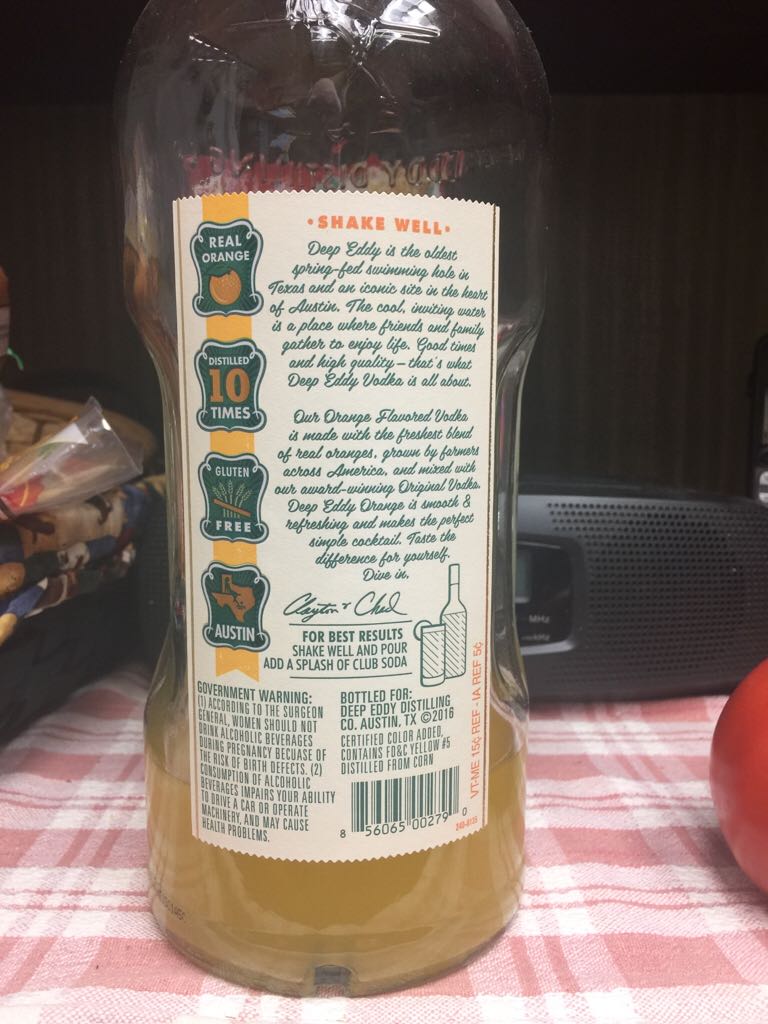 • SHAKE WELL •
REAL
ORANGE
DISTILLED
10
TIMES
GLUTEN
FREE
AUSTIN
Deep Eddy is the oldest
spring-fed swimming hole in
Texas and an iconic site in the heart
of Austin. The cool, inviting water
is a place where friends and family
gather to enjoy life. Good times
and high quality – that's what
Deep Eddy Vodka is all about.
Our Orange Flavored Vodka
is made with the freshest blend
of real oranges, grown by farmers
across America, and mixed with
our award-winning Original Vodka.
Deep Eddy Orange is smooth &
refreshing and makes the perfect
simple cocktail. Taste the
difference for yourself.
Dive in,
Clayton & Chad
FOR BEST RESULTS
SHAKE WELL AND POUR
ADD A SPLASH OF CLUB SODA
GOVERNMENT WARNING:
(1) ACCORDING TO THE SURGEON
GENERAL, WOMEN SHOULD NOT
DRINK ALCOHOLIC BEVERAGES
DURING PREGNANCY BECUASE OF
THE RISK OF BIRTH DEFECTS. (2)
CONSUMPTION OF ALCOHOLIC
BEVERAGES IMPAIRS YOUR ABILITY
TO DRIVE A CAR OR OPERATE
MACHINERY, AND MAY CAUSE
HEALTH PROBLEMS.
BOTTLED FOR:
DEEP EDDY DISTILLING
CO. AUSTIN, TX ©2016
CERTIFIED COLOR ADDED,
CONTAINS FD&C YELLOW #5
DISTILLED FROM CORN
8 56065 00279 0
VT-ME 15¢ REF - IA REF 5¢
MHz
kHz